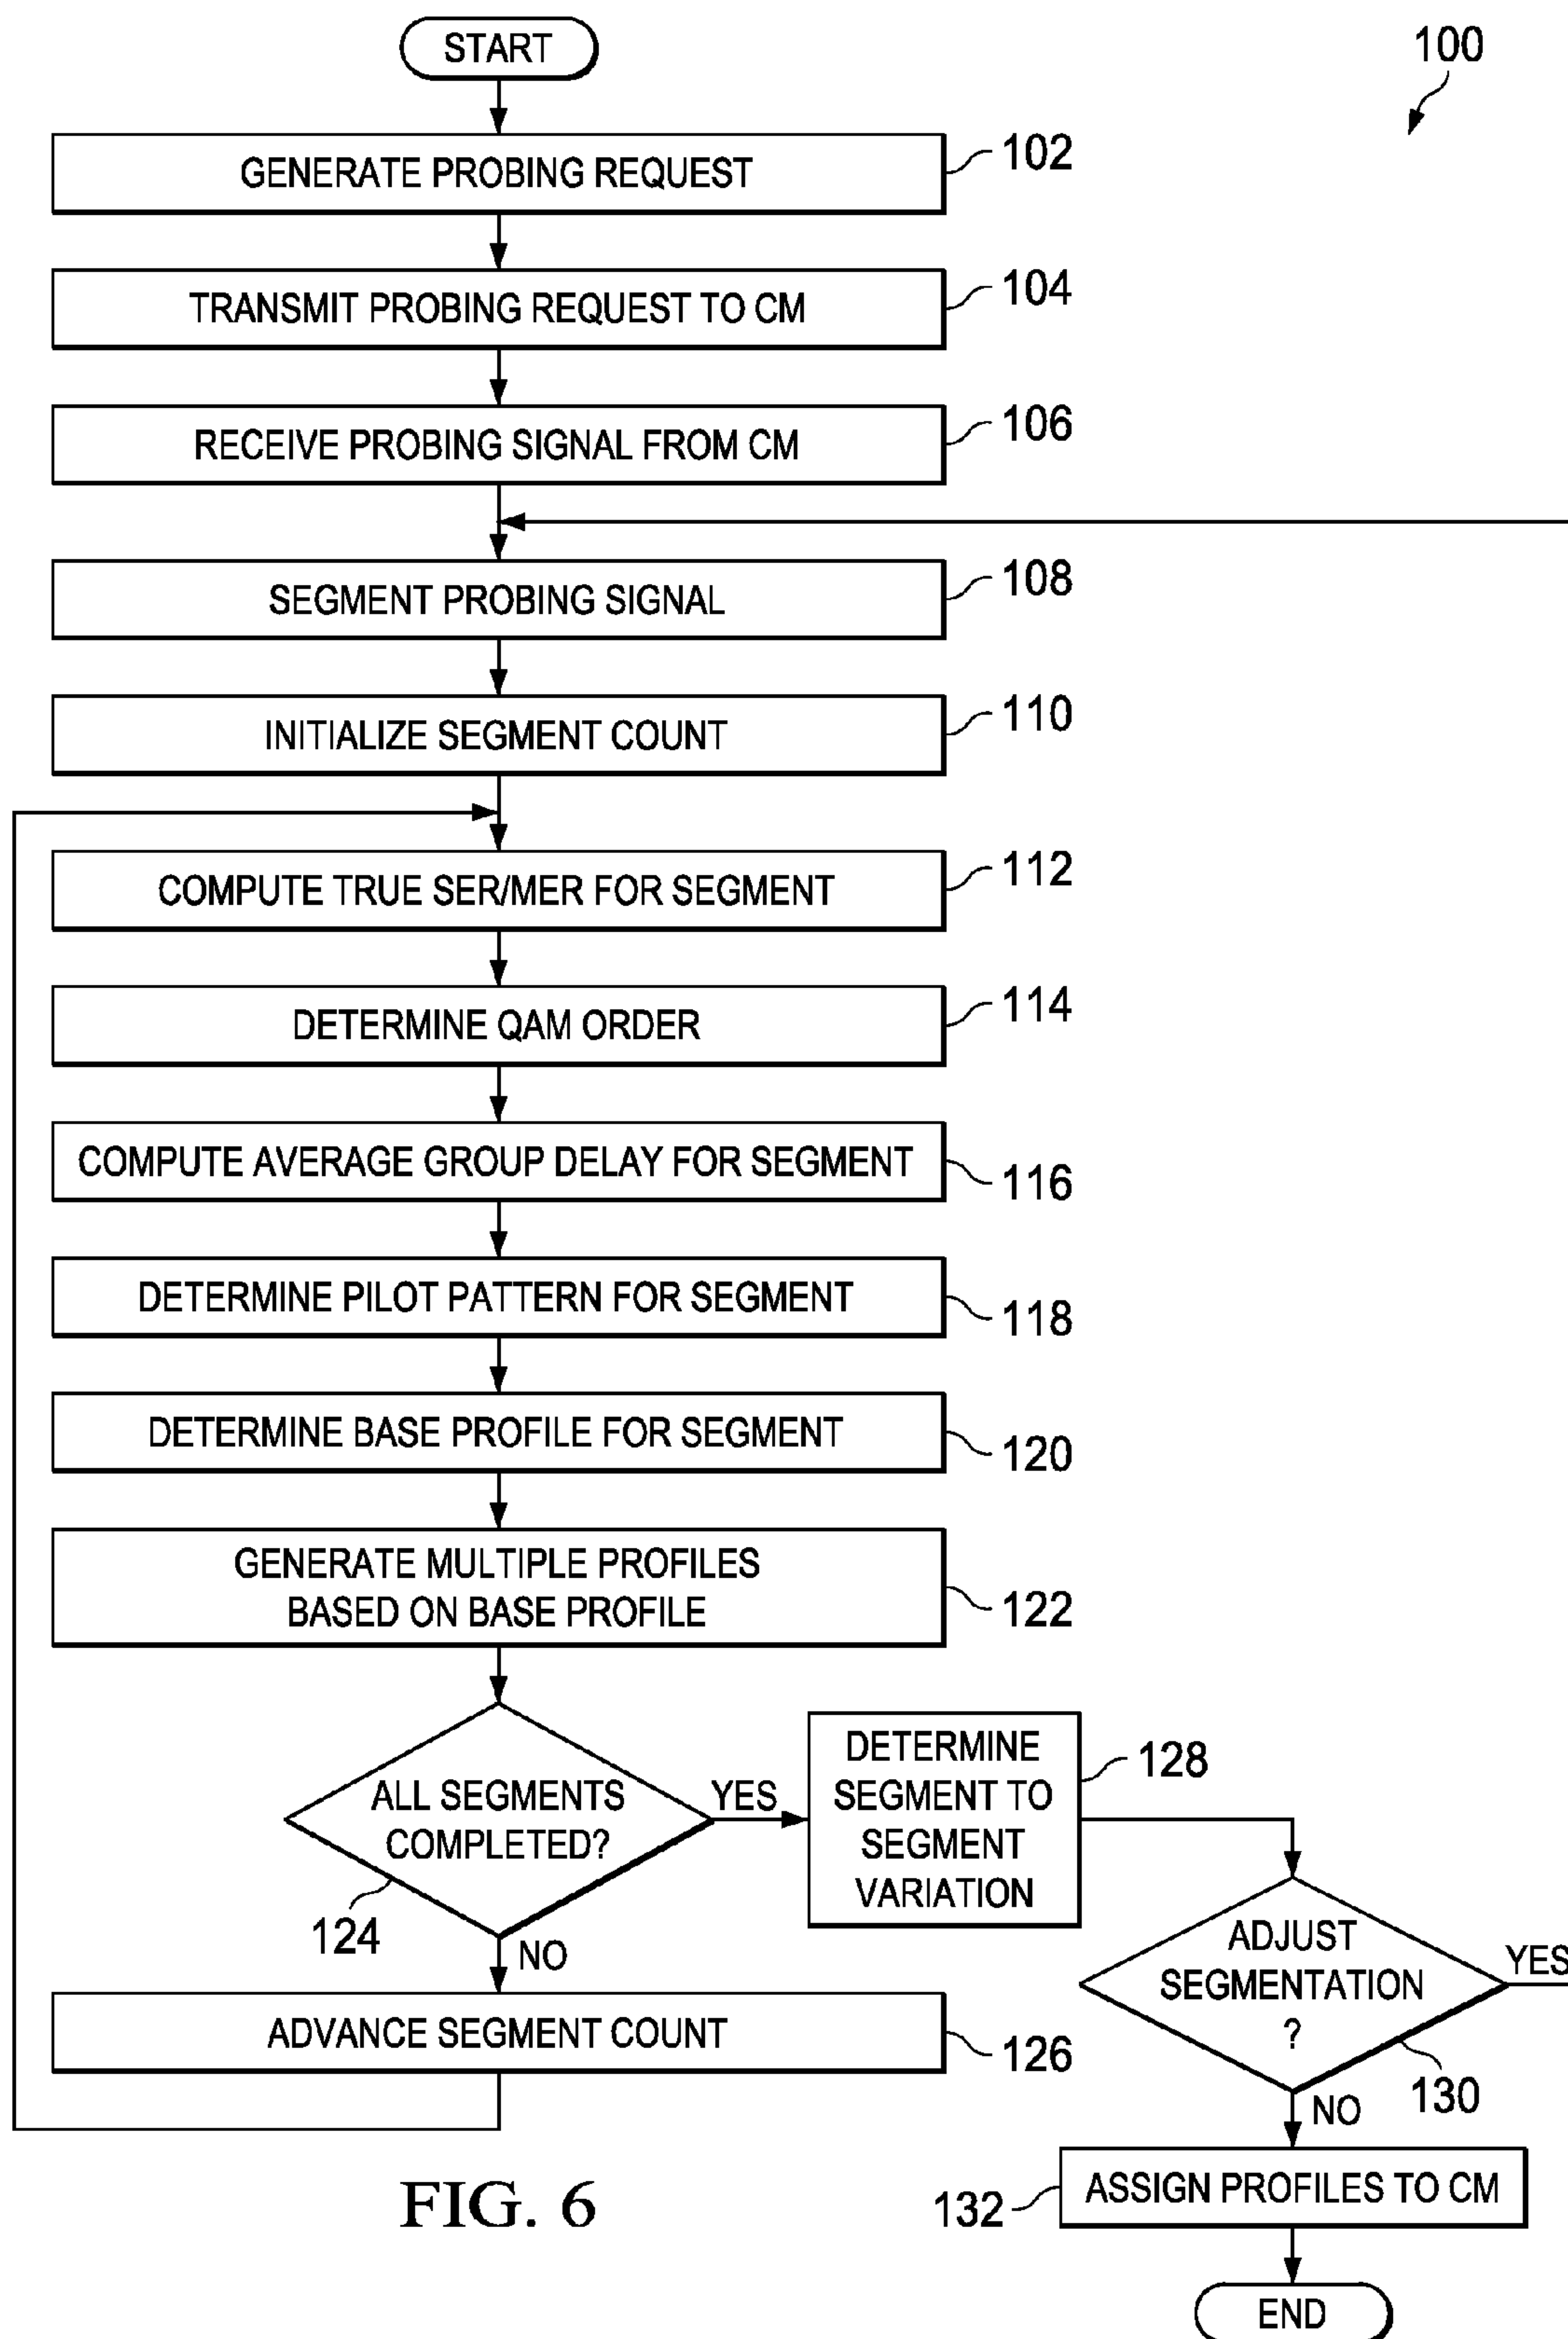 START
100
GENERATE PROBING REQUEST
102
TRANSMIT PROBING REQUEST TO CM
104
RECEIVE PROBING SIGNAL FROM CM
106
SEGMENT PROBING SIGNAL
108
INITIALIZE SEGMENT COUNT
110
COMPUTE TRUE SER/MER FOR SEGMENT
112
DETERMINE QAM ORDER
114
COMPUTE AVERAGE GROUP DELAY FOR SEGMENT
116
DETERMINE PILOT PATTERN FOR SEGMENT
118
DETERMINE BASE PROFILE FOR SEGMENT
120
GENERATE MULTIPLE PROFILES
BASED ON BASE PROFILE
122
ALL SEGMENTS
COMPLETED?
124
YES
NO
DETERMINE
SEGMENT TO
SEGMENT
VARIATION
128
ADVANCE SEGMENT COUNT
126
ADJUST
SEGMENTATION
?
130
YES
NO
ASSIGN PROFILES TO CM
132
END
FIG. 6